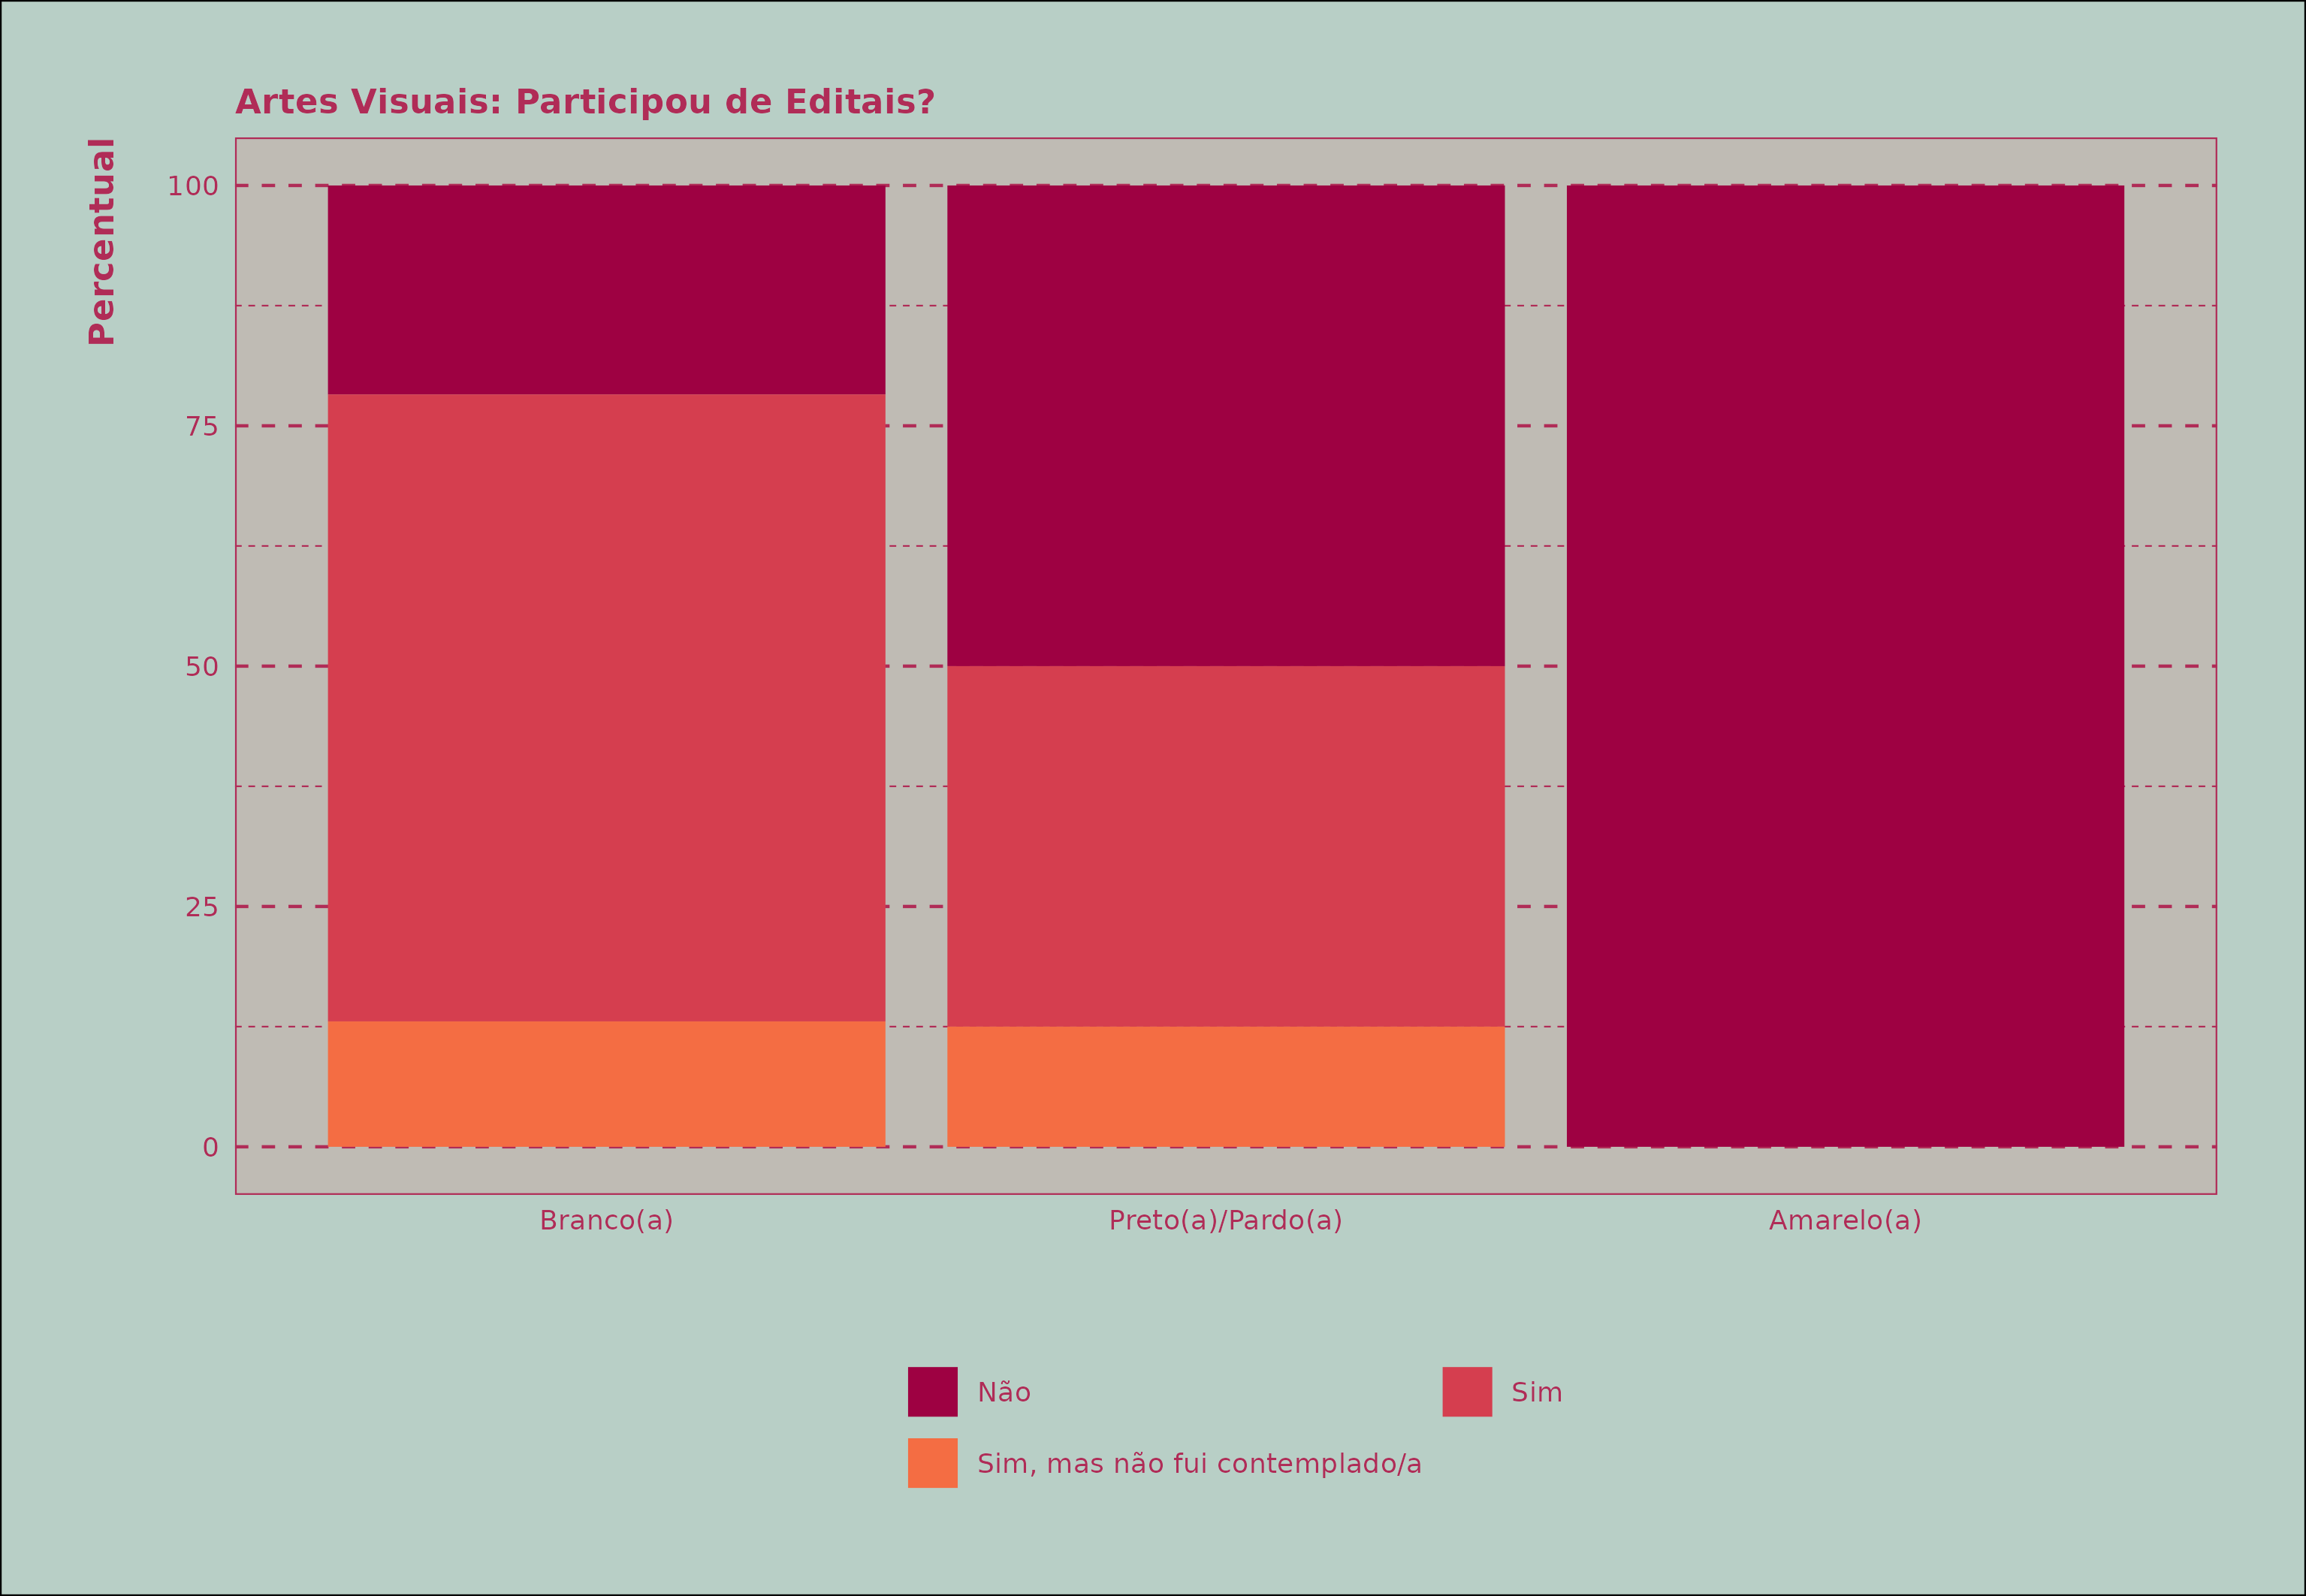 Artes Visuais: Participou de Editais?
Percentual
100
75
50
25
0
Branco(a) Preto(a)/Pardo(a) Amarelo(a)
Não Sim
Sim, mas não fui contemplado/a